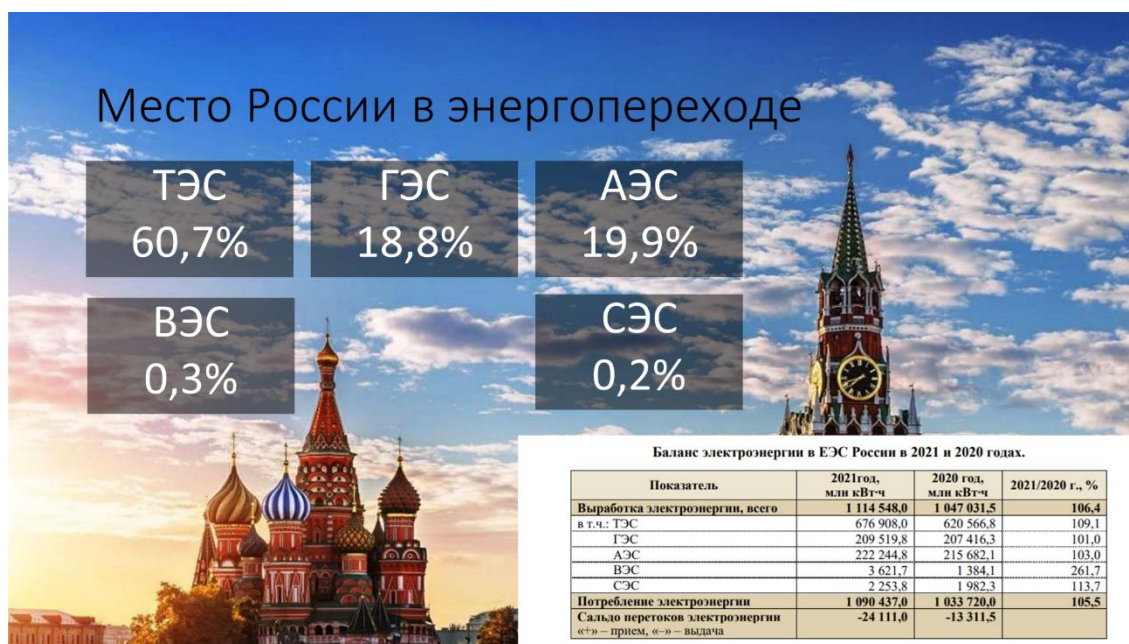 Место России в энергопереходе
ТЭС ГЭС АЭС
60,7% 18,8% 19,9%
ВЭС СЭС
0,3% 0,2%
Баланс электроэнергии в ЕЭС России в 2021 и 2020 годах.
Показатель 2021год, млн кВт·ч 2020 год, млн кВт·ч 2021/2020 г., %
Выработка электроэнергии, всего 1 114 548,0 1 047 031,5 106,4
в т.ч.: ТЭС 676 908,0 620 566,8 109,1
ГЭС 209 519,8 207 416,3 101,0
АЭС 222 244,8 215 682,1 103,0
ВЭС 3 621,7 1 384,1 261,7
СЭС 2 253,8 1 982,3 113,7
Потребление электроэнергии 1 090 437,0 1 033 720,0 105,5
Сальдо перетоков электроэнергии -24 111,0 -13 311,5
«+» – прием, «–» – выдача